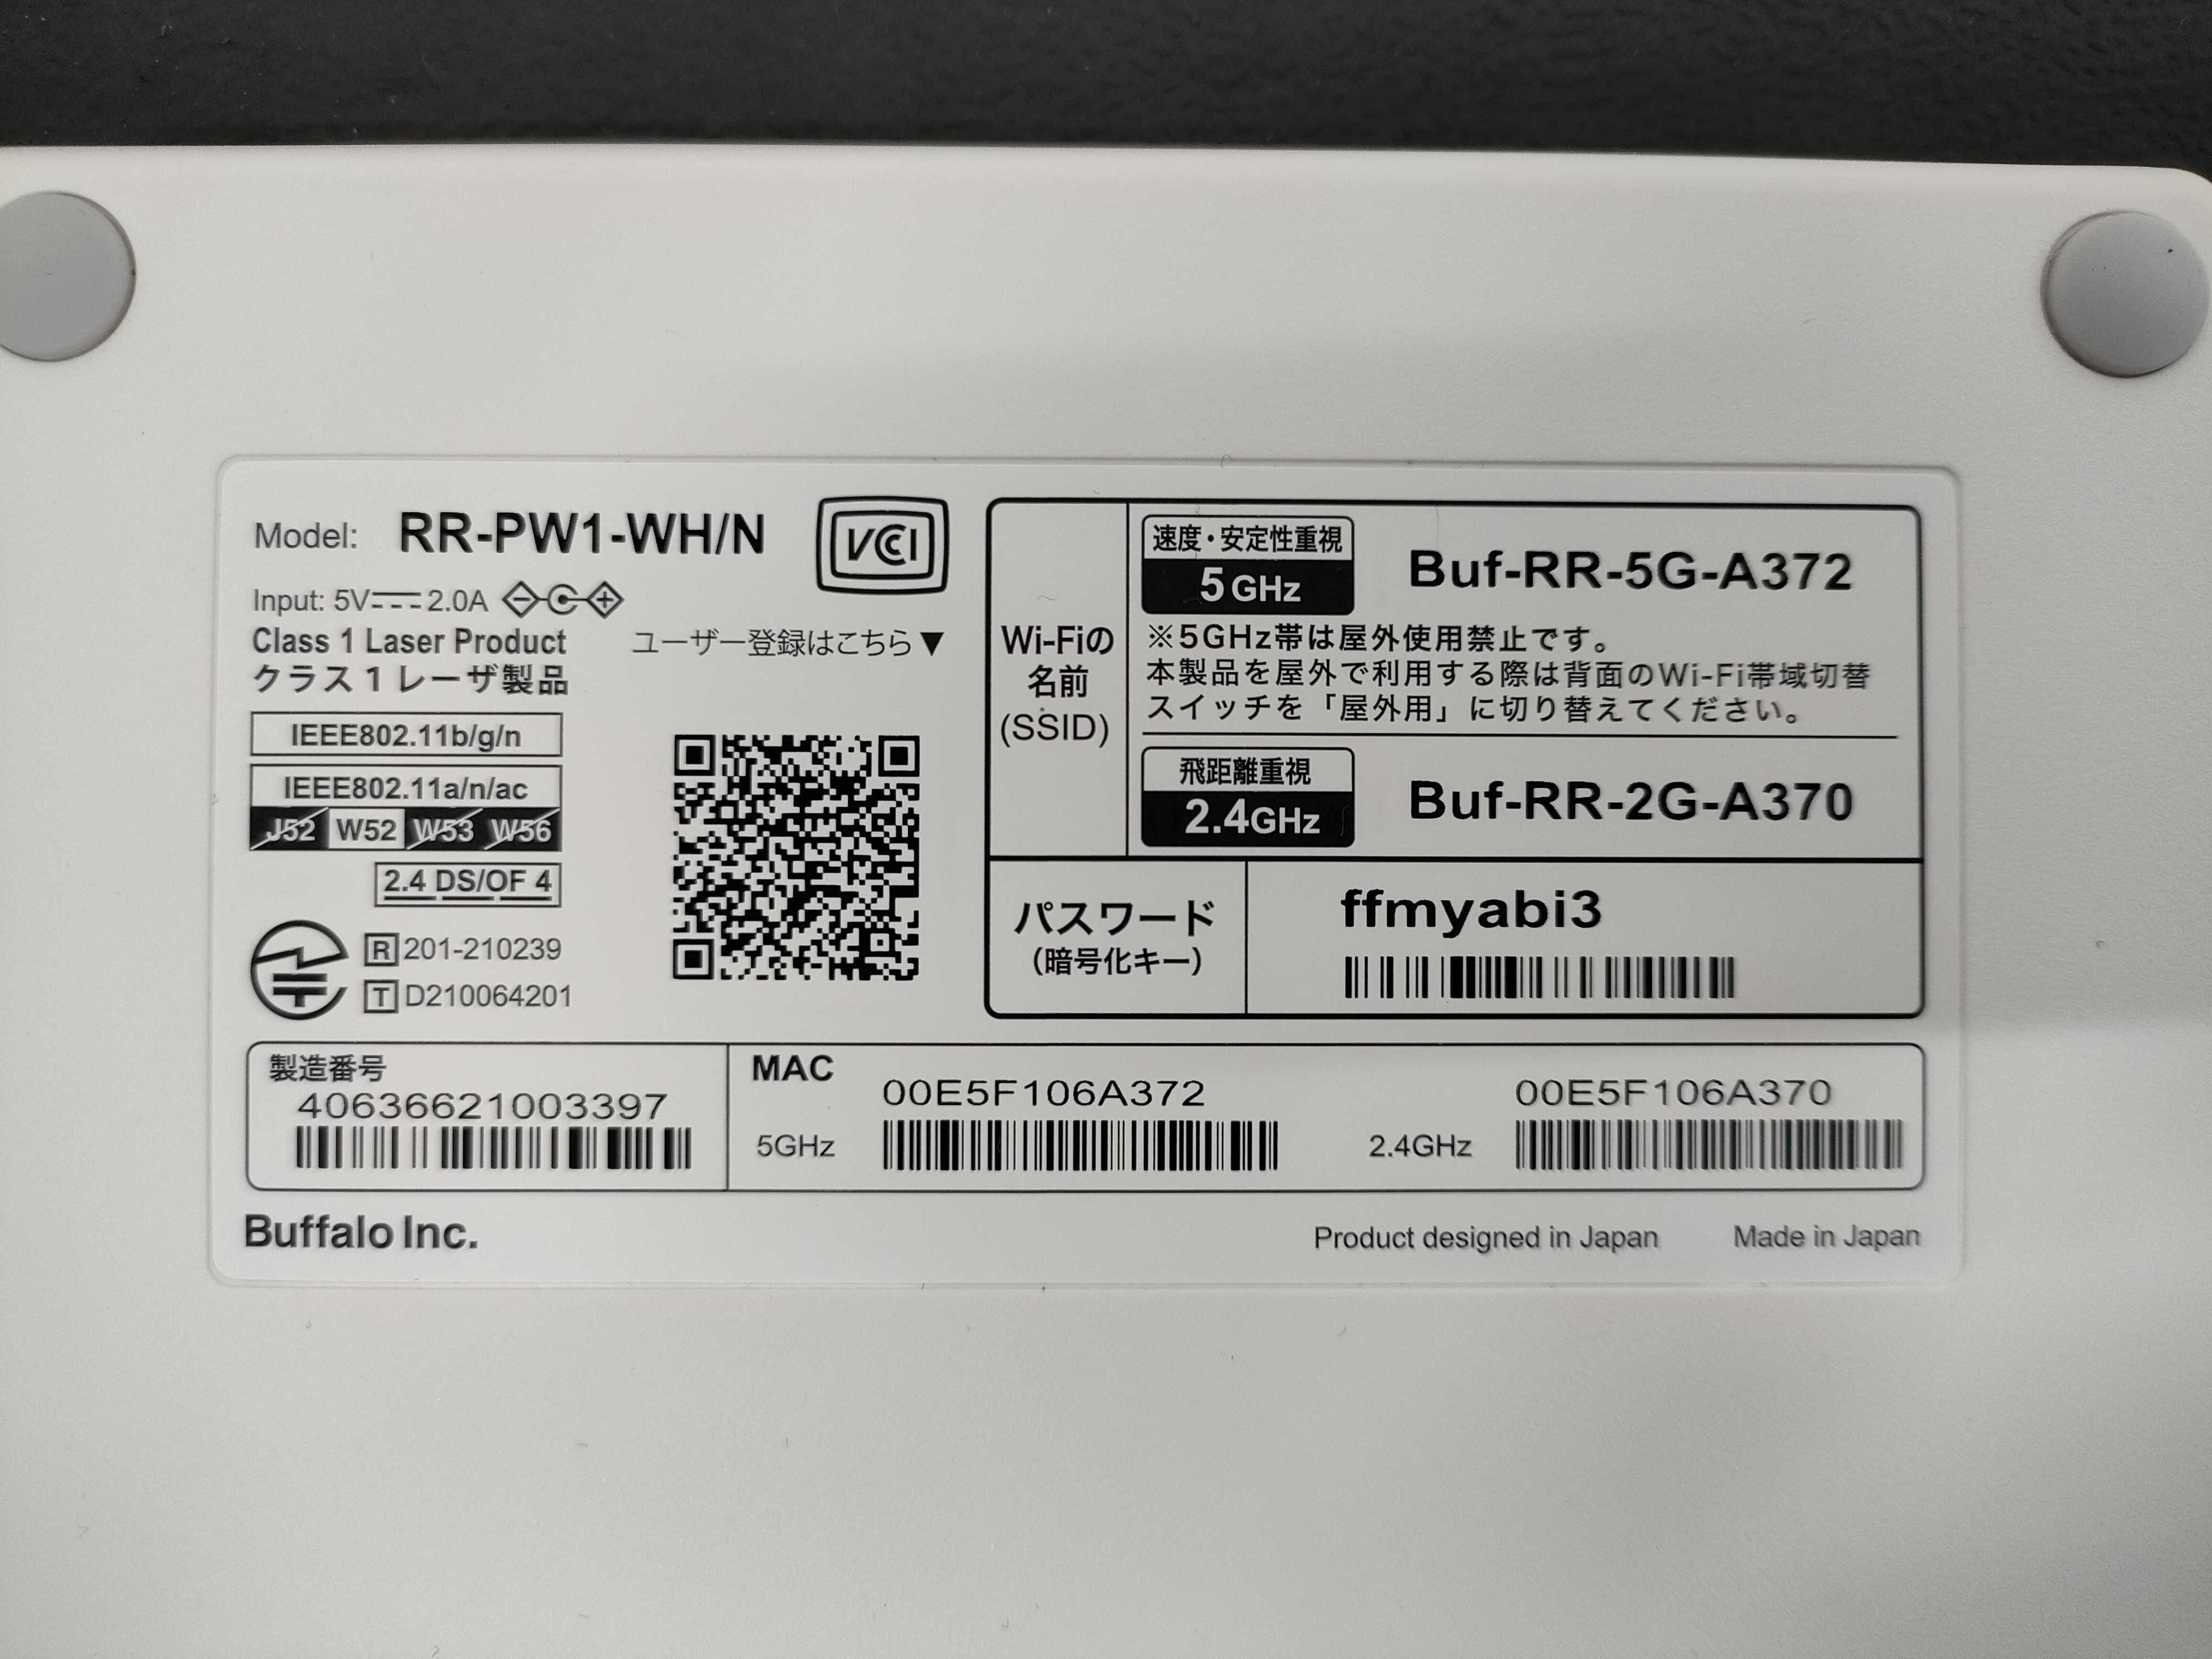 Model: RR-PW1-WH/N
VCCI
Input: 5V 2.0A
Class 1 Laser Product
クラス1レーザ製品
ユーザー登録はこちら▼
IEEE802.11b/g/n
IEEE802.11a/n/ac
J52 W52 W53 W56
2.4 DS/OF 4
R 201-210239
T D210064201
Wi-Fiの
名前
(SSID)
速度・安定性重視
5GHz
Buf-RR-5G-A372
※5GHz帯は屋外使用禁止です。
本製品を屋外で利用する際は背面のWi-Fi帯域切替
スイッチを「屋外用」に切り替えてください。
飛距離重視
2.4GHz
Buf-RR-2G-A370
パスワード
(暗号化キー)
ffmyabi3
製造番号
40636621003397
MAC
5GHz
00E5F106A372
2.4GHz
00E5F106A370
Buffalo Inc.
Product designed in Japan
Made in Japan